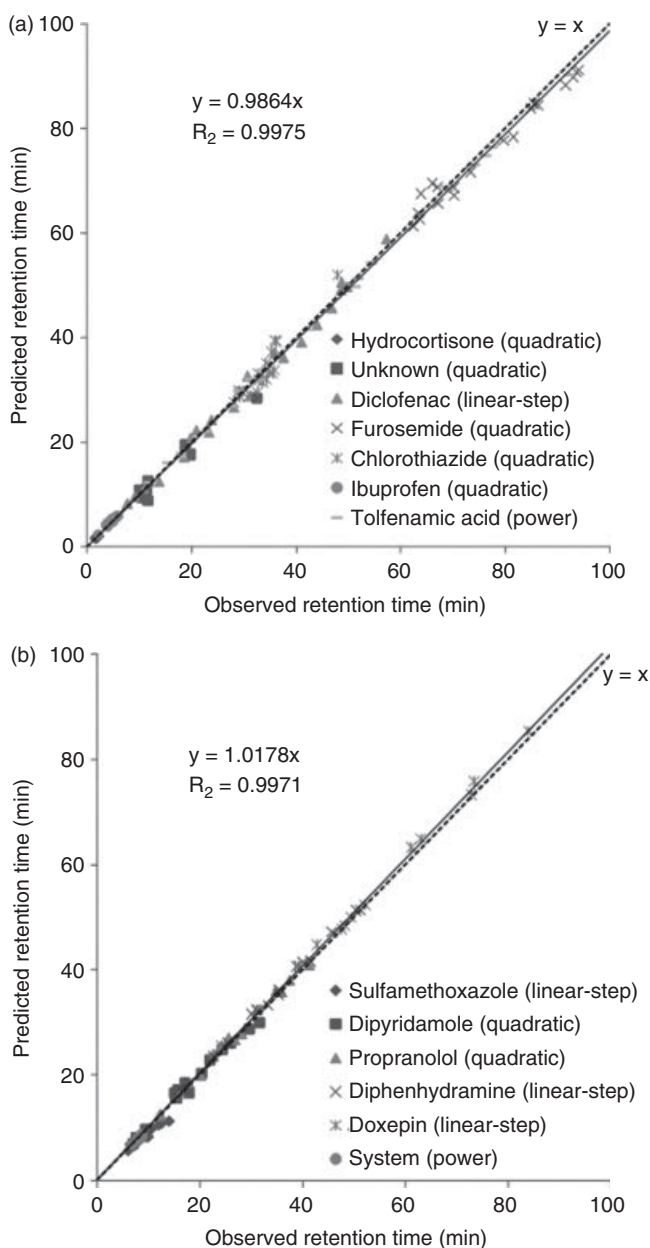 (a)
100
80
60
40
20
0
Predicted retention time (min)
y = x
y = 0.9864x
R2 = 0.9975
Hydrocortisone (quadratic)
Unknown (quadratic)
Diclofenac (linear-step)
Furosemide (quadratic)
Chlorothiazide (quadratic)
Ibuprofen (quadratic)
Tolfenamic acid (power)
0 20 40 60 80 100
Observed retention time (min)
(b)
100
80
60
40
20
0
Predicted retention time (min)
y = x
y = 1.0178x
R2 = 0.9971
Sulfamethoxazole (linear-step)
Dipyridamole (quadratic)
Propranolol (quadratic)
Diphenhydramine (linear-step)
Doxepin (linear-step)
System (power)
0 20 40 60 80 100
Observed retention time (min)